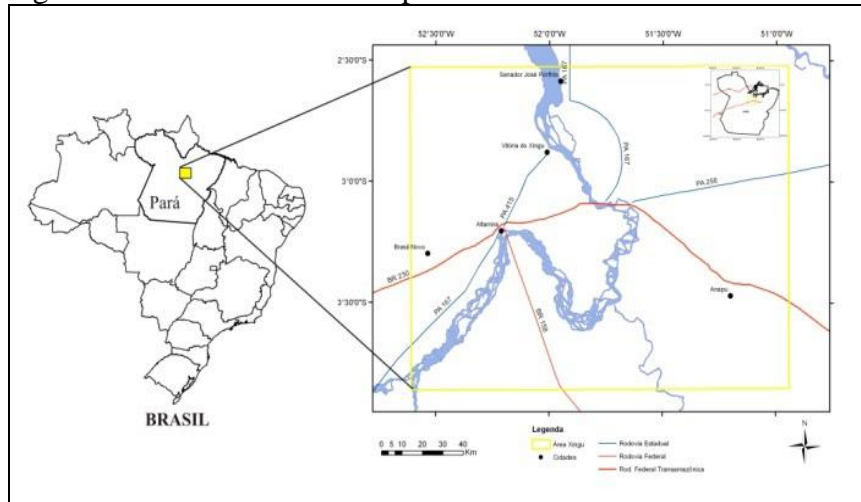 52°30'0"W 52°0'0"W 51°30'0"W 51°0'0"W
2°30'0"S
3°0'0"S
3°30'0"S
Pará
BRASIL
Senador José Porfírio
PA 167
Vitória do Xingu
PA 167
PA 415
PA 256
Altamira
Brasil Novo
BR 230
PA 167
BR 158
Anapu
N
Legenda
Área Xingu
Cidades
Rodovia Estadual
Rodovia Federal
Rod. Federal Transamazônica
0 5 10 20 30 40
Km